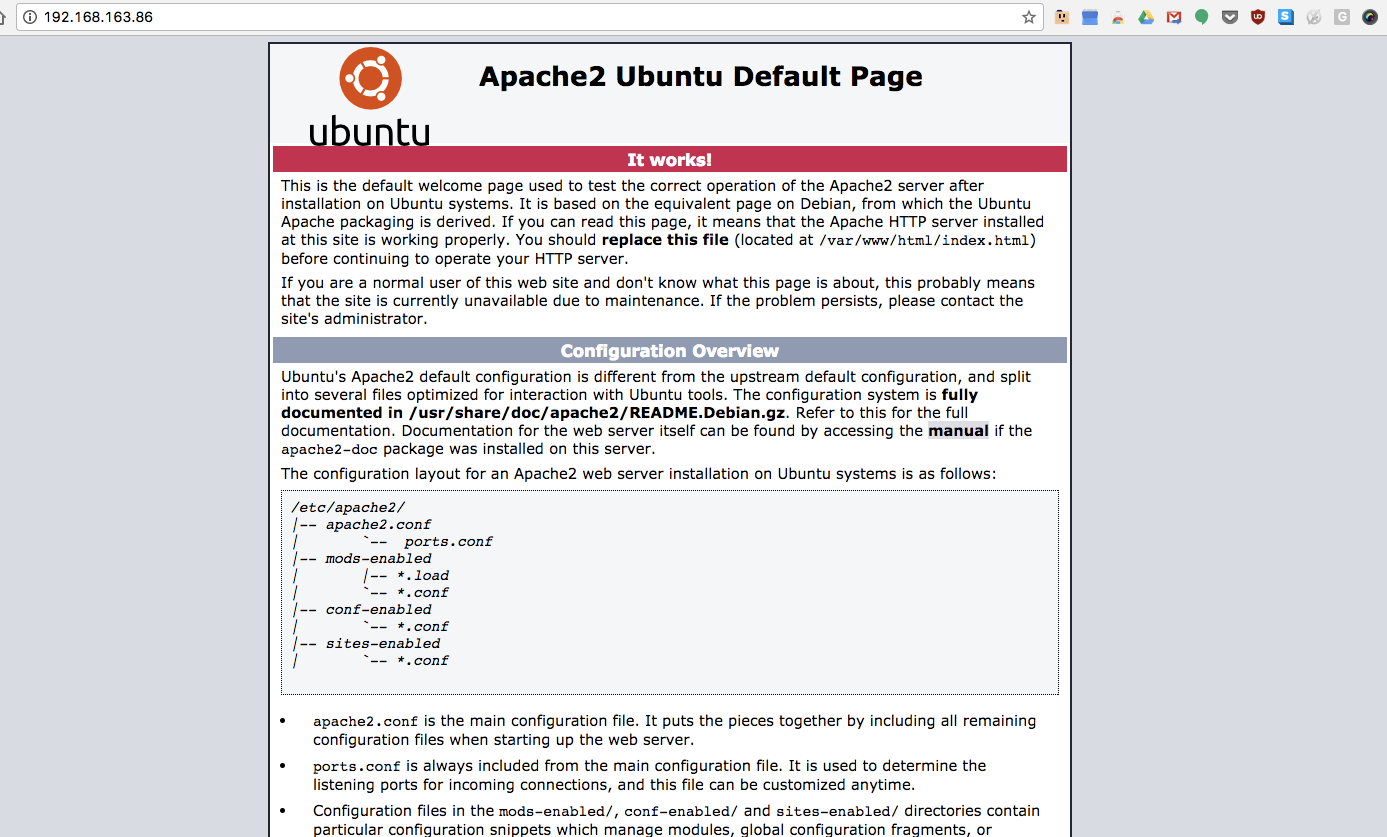 192.168.163.86
Apache2 Ubuntu Default Page
ubuntu
It works!
This is the default welcome page used to test the correct operation of the Apache2 server after
installation on Ubuntu systems. It is based on the equivalent page on Debian, from which the Ubuntu
Apache packaging is derived. If you can read this page, it means that the Apache HTTP server installed
at this site is working properly. You should replace this file (located at /var/www/html/index.html)
before continuing to operate your HTTP server.
If you are a normal user of this web site and don't know what this page is about, this probably means
that the site is currently unavailable due to maintenance. If the problem persists, please contact the
site's administrator.
Configuration Overview
Ubuntu's Apache2 default configuration is different from the upstream default configuration, and split
into several files optimized for interaction with Ubuntu tools. The configuration system is fully
documented in /usr/share/doc/apache2/README.Debian.gz. Refer to this for the full
documentation. Documentation for the web server itself can be found by accessing the manual if the
apache2-doc package was installed on this server.
The configuration layout for an Apache2 web server installation on Ubuntu systems is as follows:
/etc/apache2/
|-- apache2.conf
|       `--  ports.conf
|-- mods-enabled
|       |-- *.load
|       `-- *.conf
|-- conf-enabled
|       `-- *.conf
|-- sites-enabled
|       `-- *.conf
• apache2.conf is the main configuration file. It puts the pieces together by including all remaining
configuration files when starting up the web server.
• ports.conf is always included from the main configuration file. It is used to determine the
listening ports for incoming connections, and this file can be customized anytime.
• Configuration files in the mods-enabled/, conf-enabled/ and sites-enabled/ directories contain
particular configuration snippets which manage modules, global configuration fragments, or